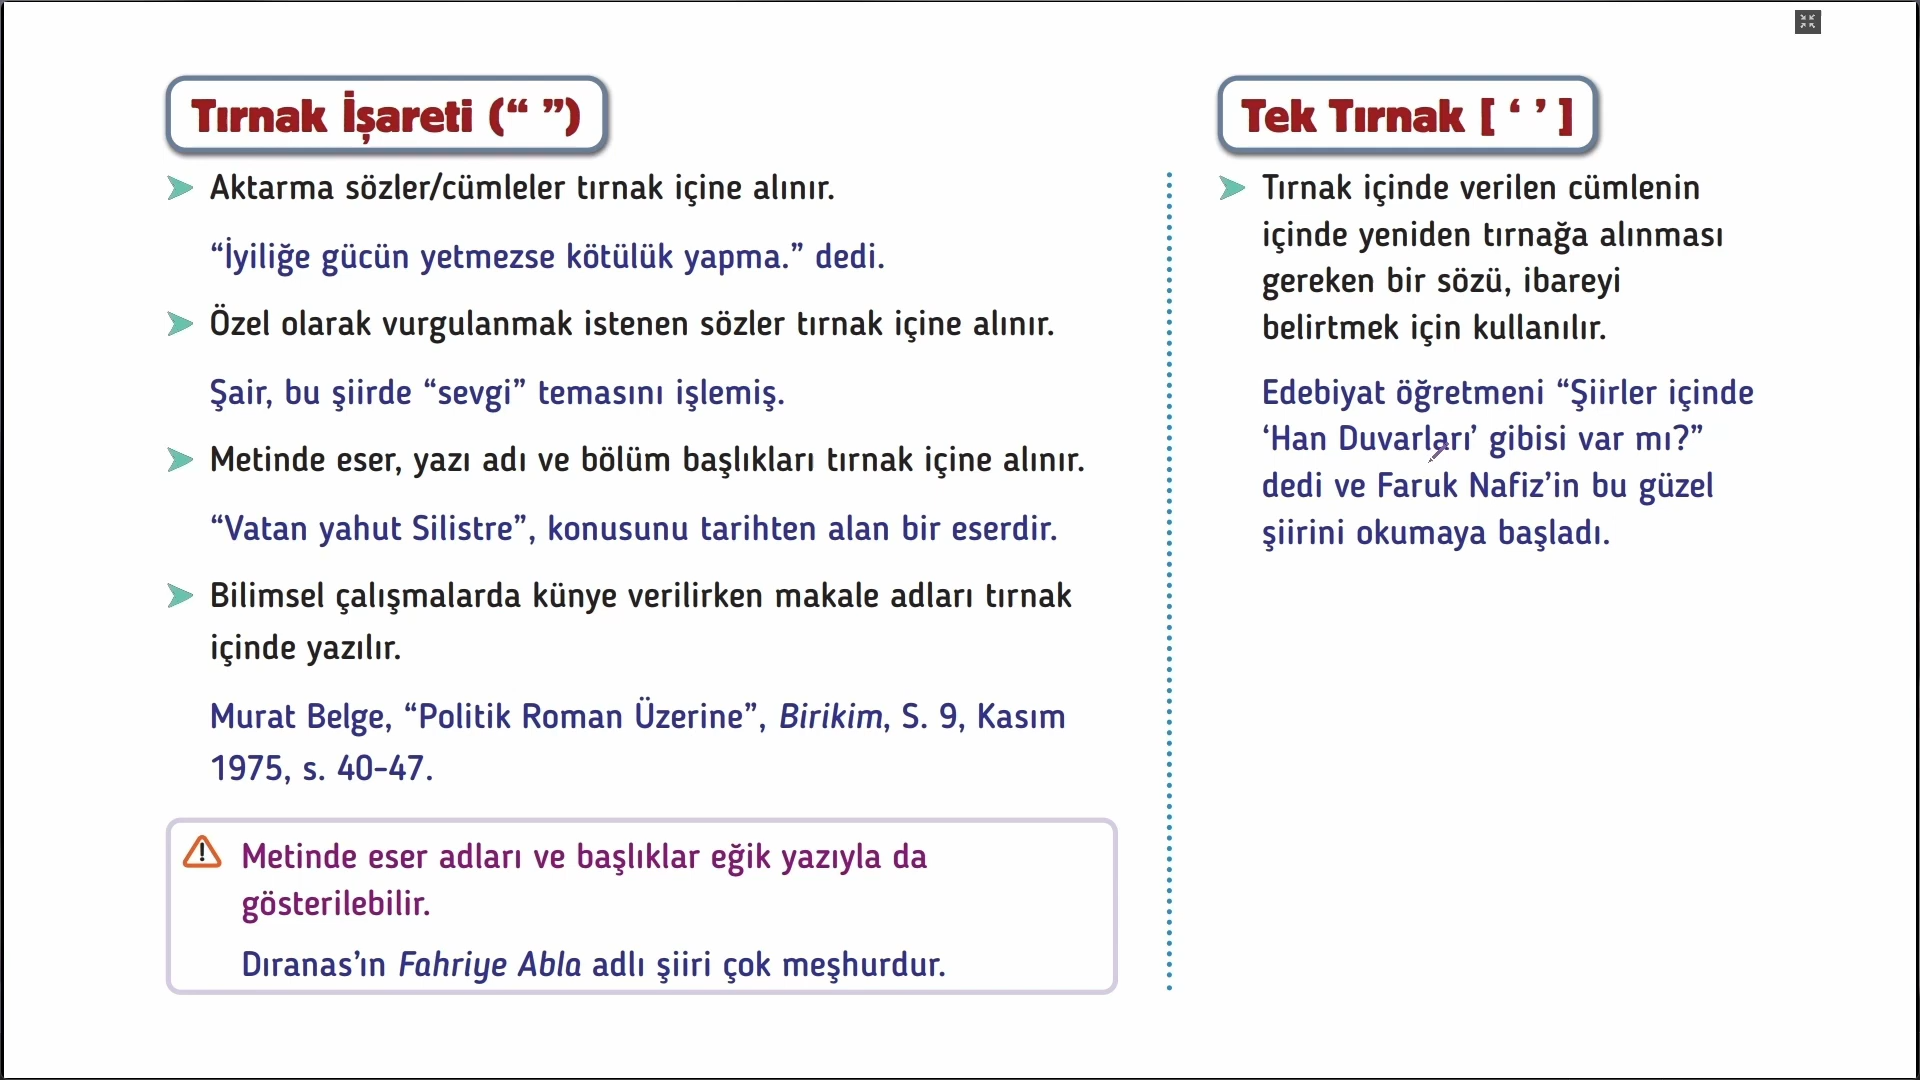 Tırnak İşareti (“ ”)
➤ Aktarma sözler/cümleler tırnak içine alınır.
“İyiliğe gücün yetmezse kötülük yapma.” dedi.
➤ Özel olarak vurgulanmak istenen sözler tırnak içine alınır.
Şair, bu şiirde “sevgi” temasını işlemiş.
➤ Metinde eser, yazı adı ve bölüm başlıkları tırnak içine alınır.
“Vatan yahut Silistre”, konusunu tarihten alan bir eserdir.
➤ Bilimsel çalışmalarda künye verilirken makale adları tırnak
içinde yazılır.
Murat Belge, “Politik Roman Üzerine”, Birikim, S. 9, Kasım
1975, s. 40-47.
Metinde eser adları ve başlıklar eğik yazıyla da
gösterilebilir.
Dıranas’ın Fahriye Abla adlı şiiri çok meşhurdur.
Tek Tırnak [ ‘ ’ ]
➤ Tırnak içinde verilen cümlenin
içinde yeniden tırnağa alınması
gereken bir sözü, ibareyi
belirtmek için kullanılır.
Edebiyat öğretmeni “Şiirler içinde
‘Han Duvarları’ gibisi var mı?”
dedi ve Faruk Nafiz’in bu güzel
şiirini okumaya başladı.